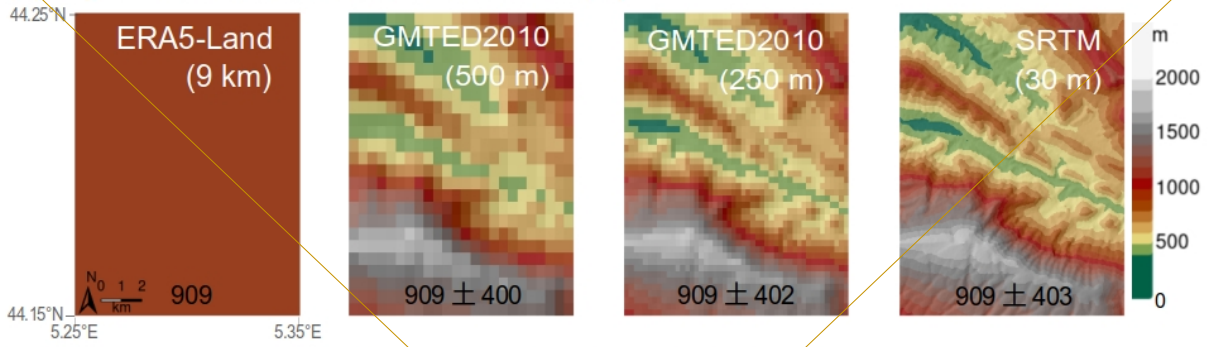 44.25°N
ERA5-Land
(9 km)
N
0 1 2
km
909
44.15°N
5.25°E
5.35°E
GMTED2010
(500 m)
909 ± 400
GMTED2010
(250 m)
909 ± 402
SRTM
(30 m)
909 ± 403
m
2000
1500
1000
500
0